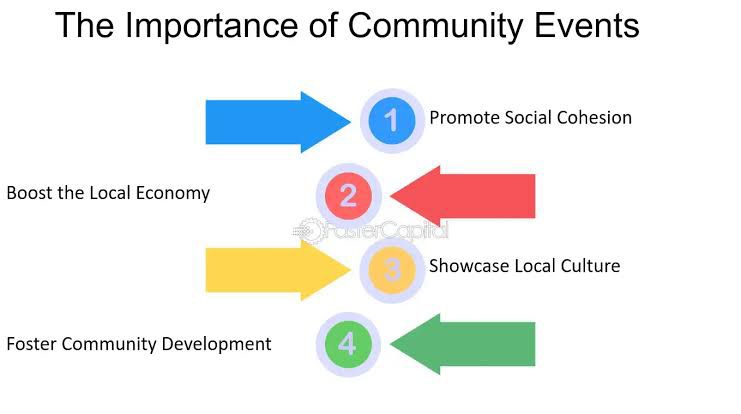 The Importance of Community Events
1
Promote Social Cohesion
Boost the Local Economy
2
FasterCapital
3
Showcase Local Culture
Foster Community Development
4